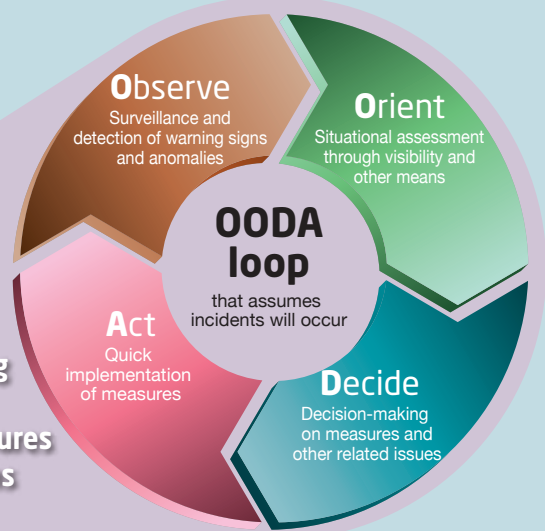 Observe
Surveillance and
detection of warning signs
and anomalies
Orient
Situational assessment
through visibility and
other means
OODA
loop
that assumes
incidents will occur
Act
Quick
implementation
of measures
Decide
Decision-making
on measures and
other related issues